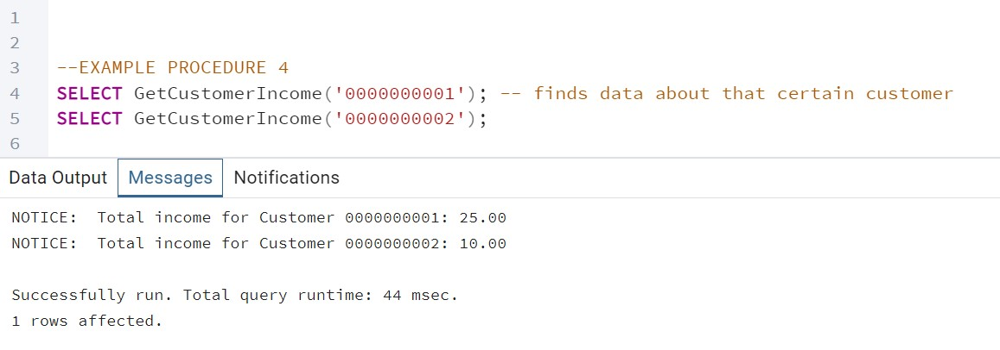 1
2
3 --EXAMPLE PROCEDURE 4
4 SELECT GetCustomerIncome('0000000001'); -- finds data about that certain customer
5 SELECT GetCustomerIncome('0000000002');
6
Data Output Messages Notifications
NOTICE:  Total income for Customer 0000000001: 25.00
NOTICE:  Total income for Customer 0000000002: 10.00
Successfully run. Total query runtime: 44 msec.
1 rows affected.